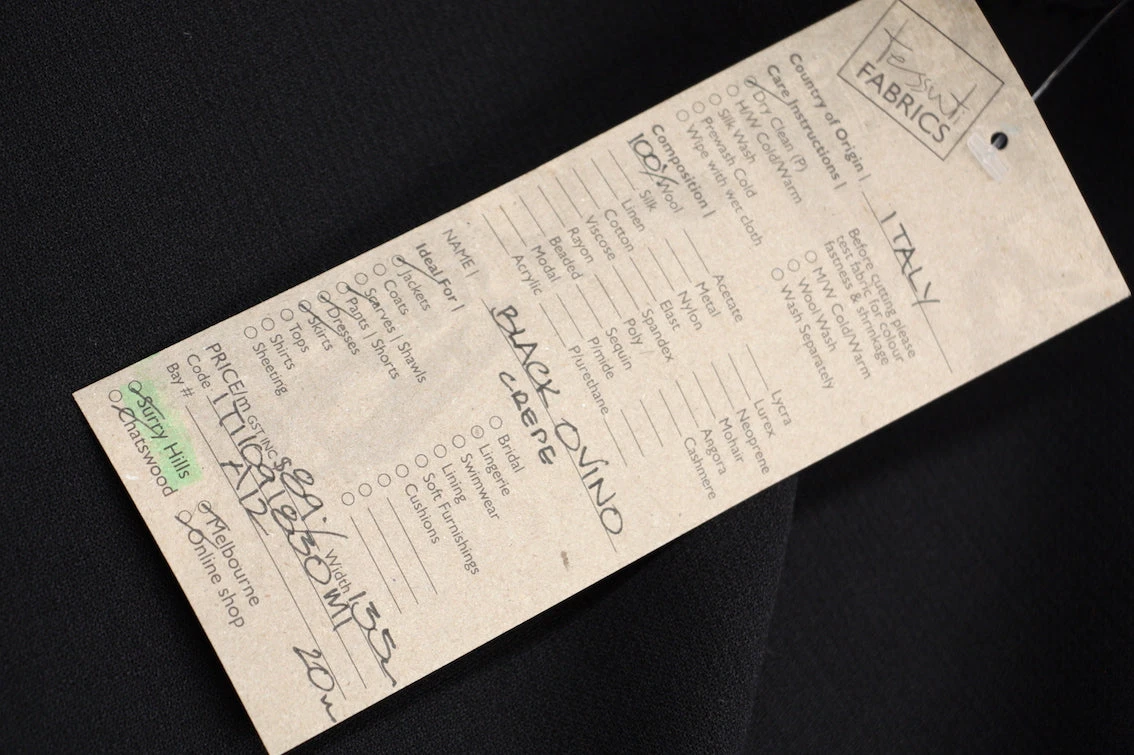 tessuti
FABRICS
Country of Origin | ITALY
Care Instructions |
Dry Clean (P)
H/W Cold/Warm
Silk Wash
Prewash Cold
Wipe with wet cloth
Before cutting please
test fabric for colour
fastness & shrinkage
M/W Cold/Warm
Wool Wash
Wash Separately
Composition |
100% Wool
Silk
Linen
Cotton
Viscose
Rayon
Beaded
Modal
Acrylic
Acetate
Metal
Nylon
Elast
Spandex
Poly /
Sequin
P/mide
P/urethane
Lycra
Lurex
Neoprene
Mohair
Angora
Cashmere
NAME | BLACK OVINO
CREPE
Ideal For |
Jackets
Coats
Scarves | Shawls
Pants | Shorts
Dresses
Skirts
Tops
Shirts
Sheeting
Bridal
Lingerie
Swimwear
Lining
Soft Furnishings
Cushions
PRICE/m GST INC $89./ Width 135
Code
Bay # A12 20m
Surry Hills
Chatswood
Melbourne
Online shop